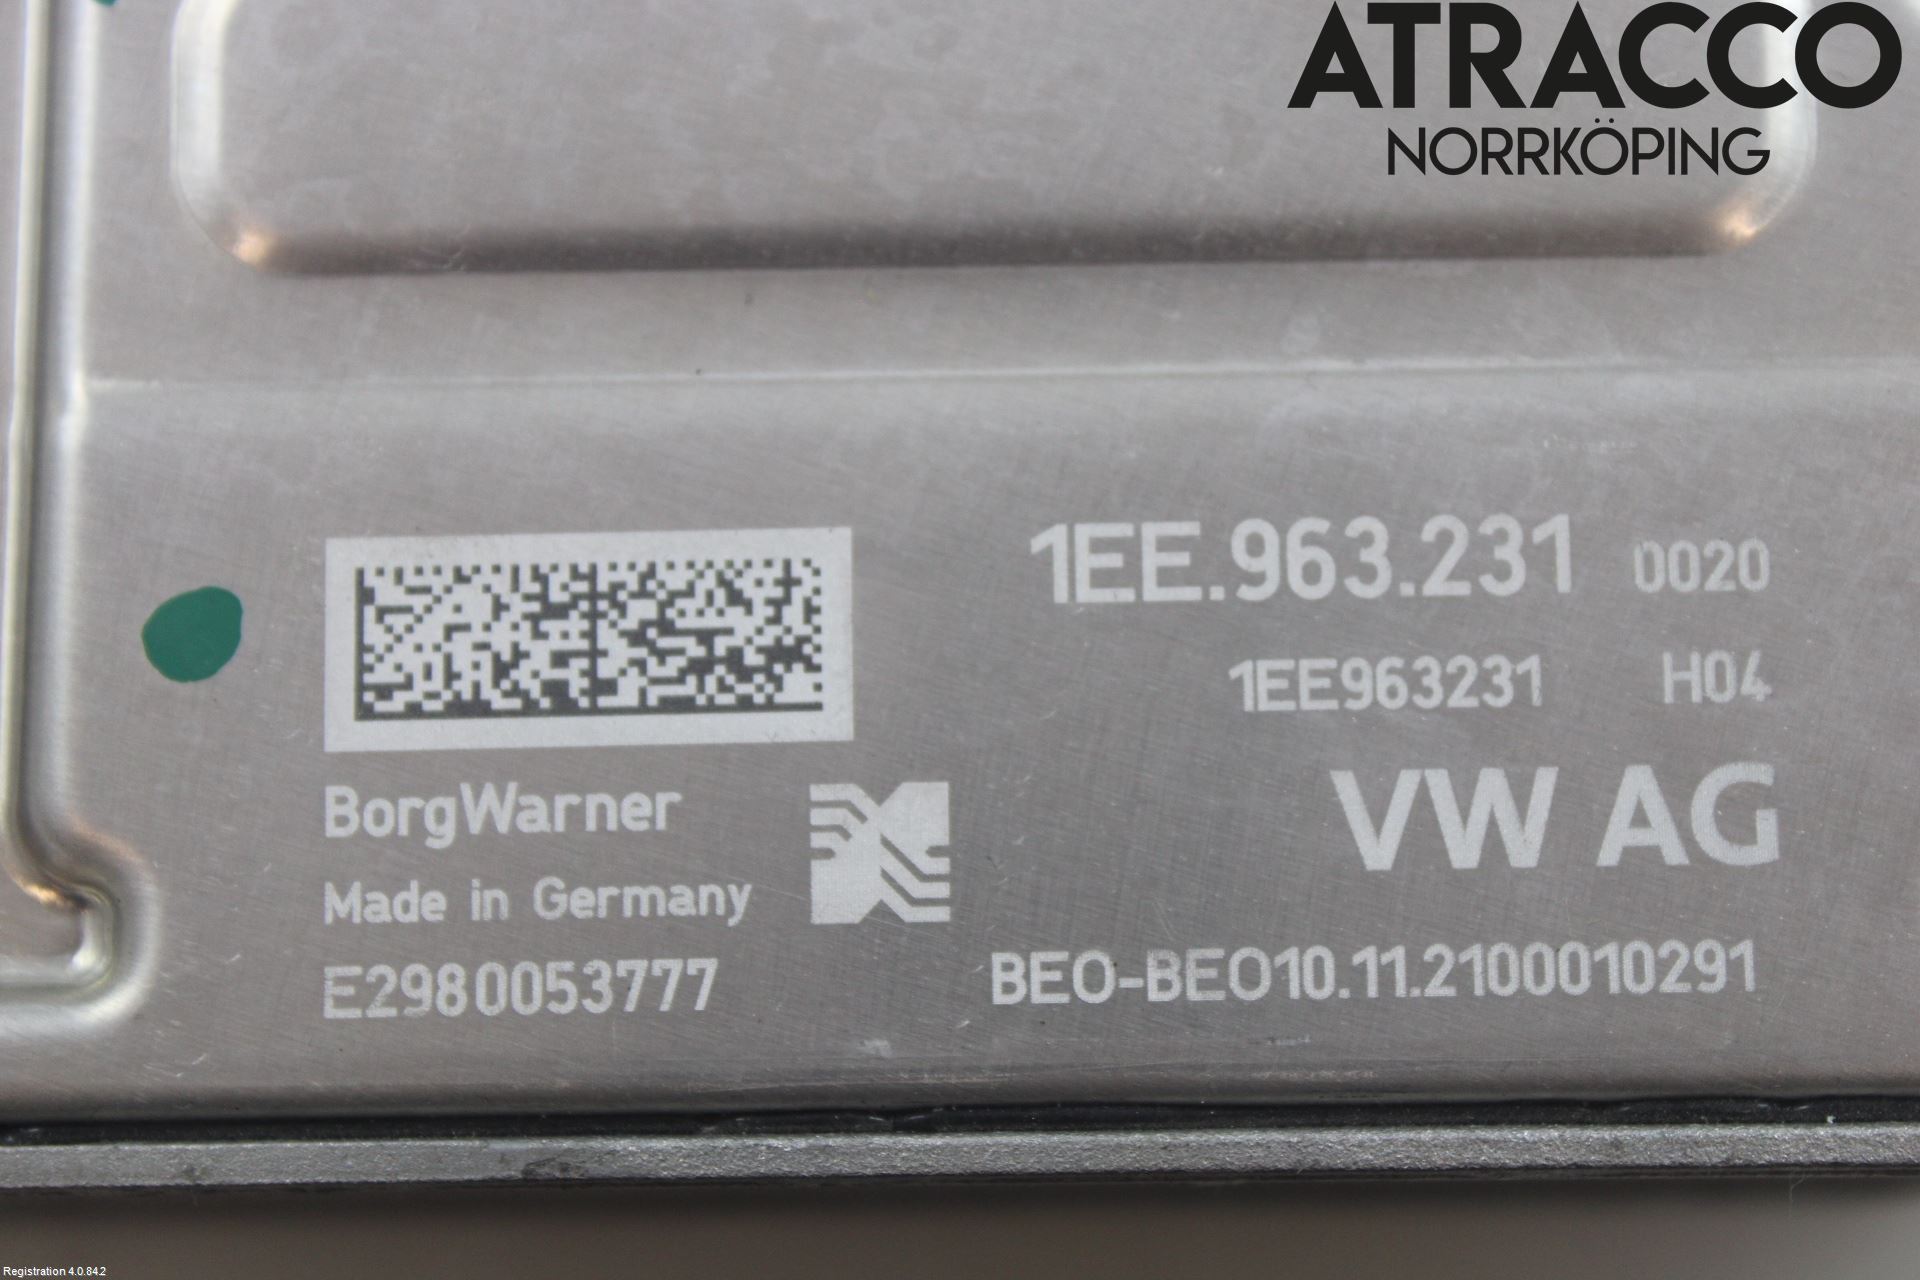 ATRACCO
NORRKÖPING
1EE.963.231 0020
1EE963231 H04
VW AG
BorgWarner
Made in Germany
E2980053777
BEO-BEO10.11.2100010291
Registration 4.0.84.2